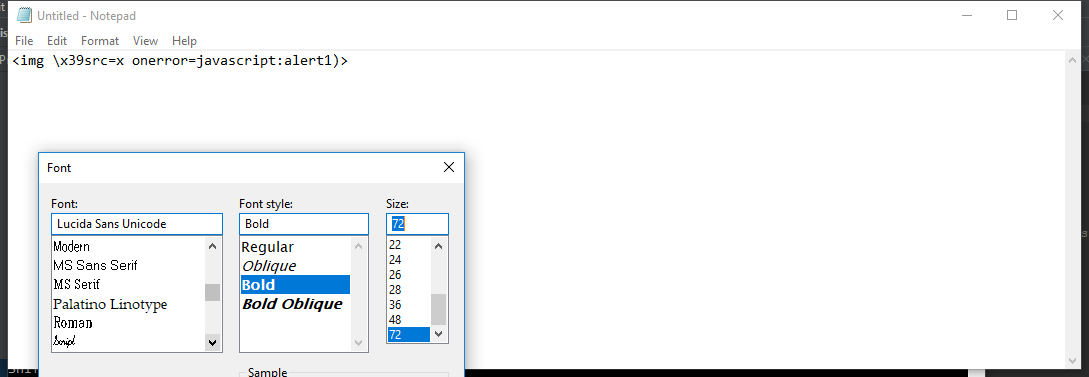 Untitled - Notepad
File Edit Format View Help
<img \x39src=x onerror=javascript:alert1)>
Font
Font: Font style: Size:
Lucida Sans Unicode Bold 72
Modern Regular 22
MS Sans Serif Oblique 24
MS Serif Bold 26
Palatino Linotype Bold Oblique 28
Roman 36
Script 48
72
Sample